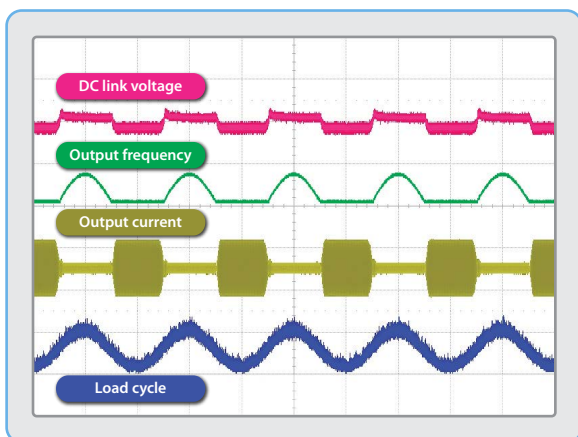 DC link voltage
Output frequency
Output current
Load cycle